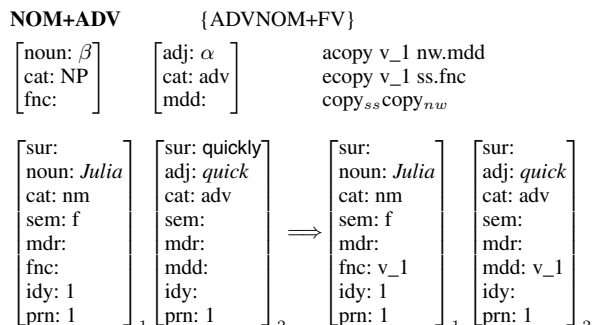 NOM+ADV {ADVNOM+FV}
noun: β adj: α acopy v_1 nw.mdd
cat: NP cat: adv ecopy v_1 ss.fnc
fnc: mdd: copy_ss copy_nw
sur: sur: quickly sur: sur:
noun: Julia adj: quick noun: Julia adj: quick
cat: nm cat: adv cat: nm cat: adv
sem: f sem: sem: f sem:
mdr: mdr: ⟹ mdr: mdr:
fnc: mdd: fnc: v_1 mdd: v_1
idy: 1 idy: idy: 1 idy:
prn: 1 prn: 1 prn: 1 prn: 1